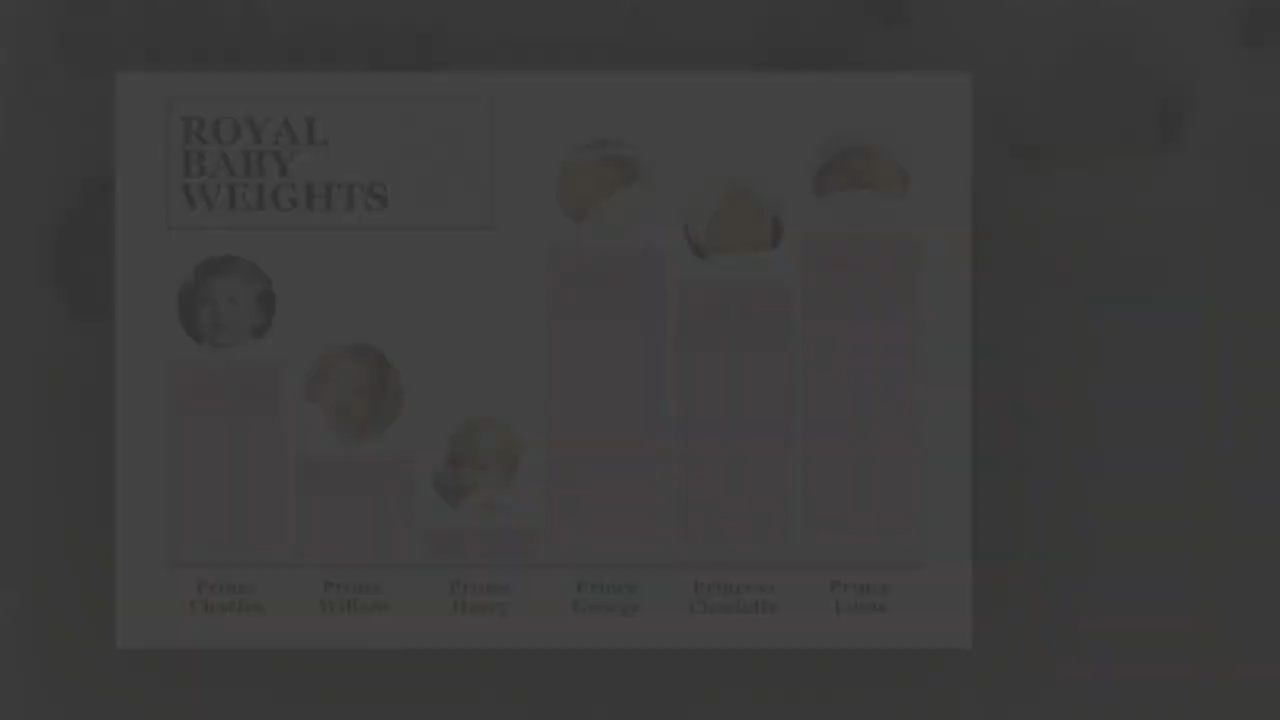 ROYAL
BABY
WEIGHTS
Prince Prince Prince Prince Princess Prince
Charles William Harry George Charlotte Louis